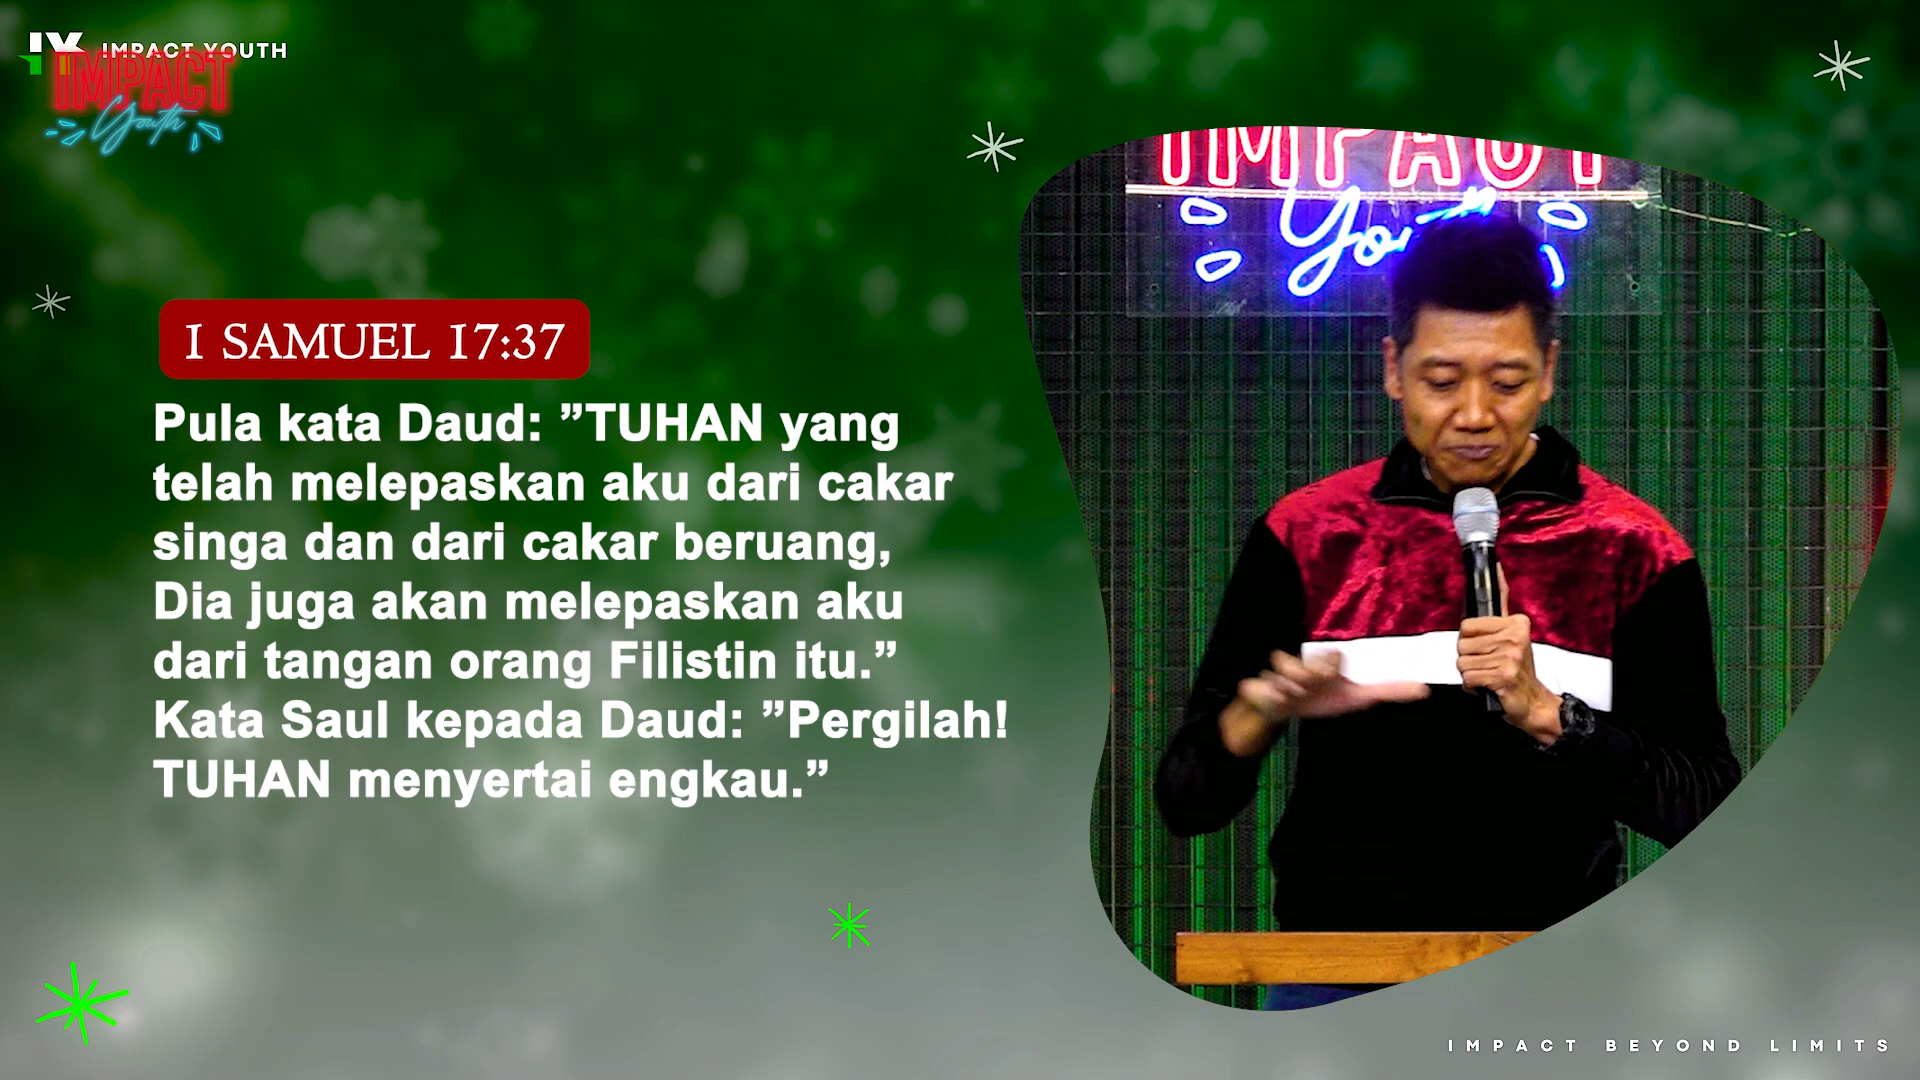 IMPACT YOUTH
IMPACT
Youth
IMPACT
1 SAMUEL 17:37
Pula kata Daud: ”TUHAN yang
telah melepaskan aku dari cakar
singa dan dari cakar beruang,
Dia juga akan melepaskan aku
dari tangan orang Filistin itu.”
Kata Saul kepada Daud: ”Pergilah!
TUHAN menyertai engkau.”
IMPACT BEYOND LIMITS